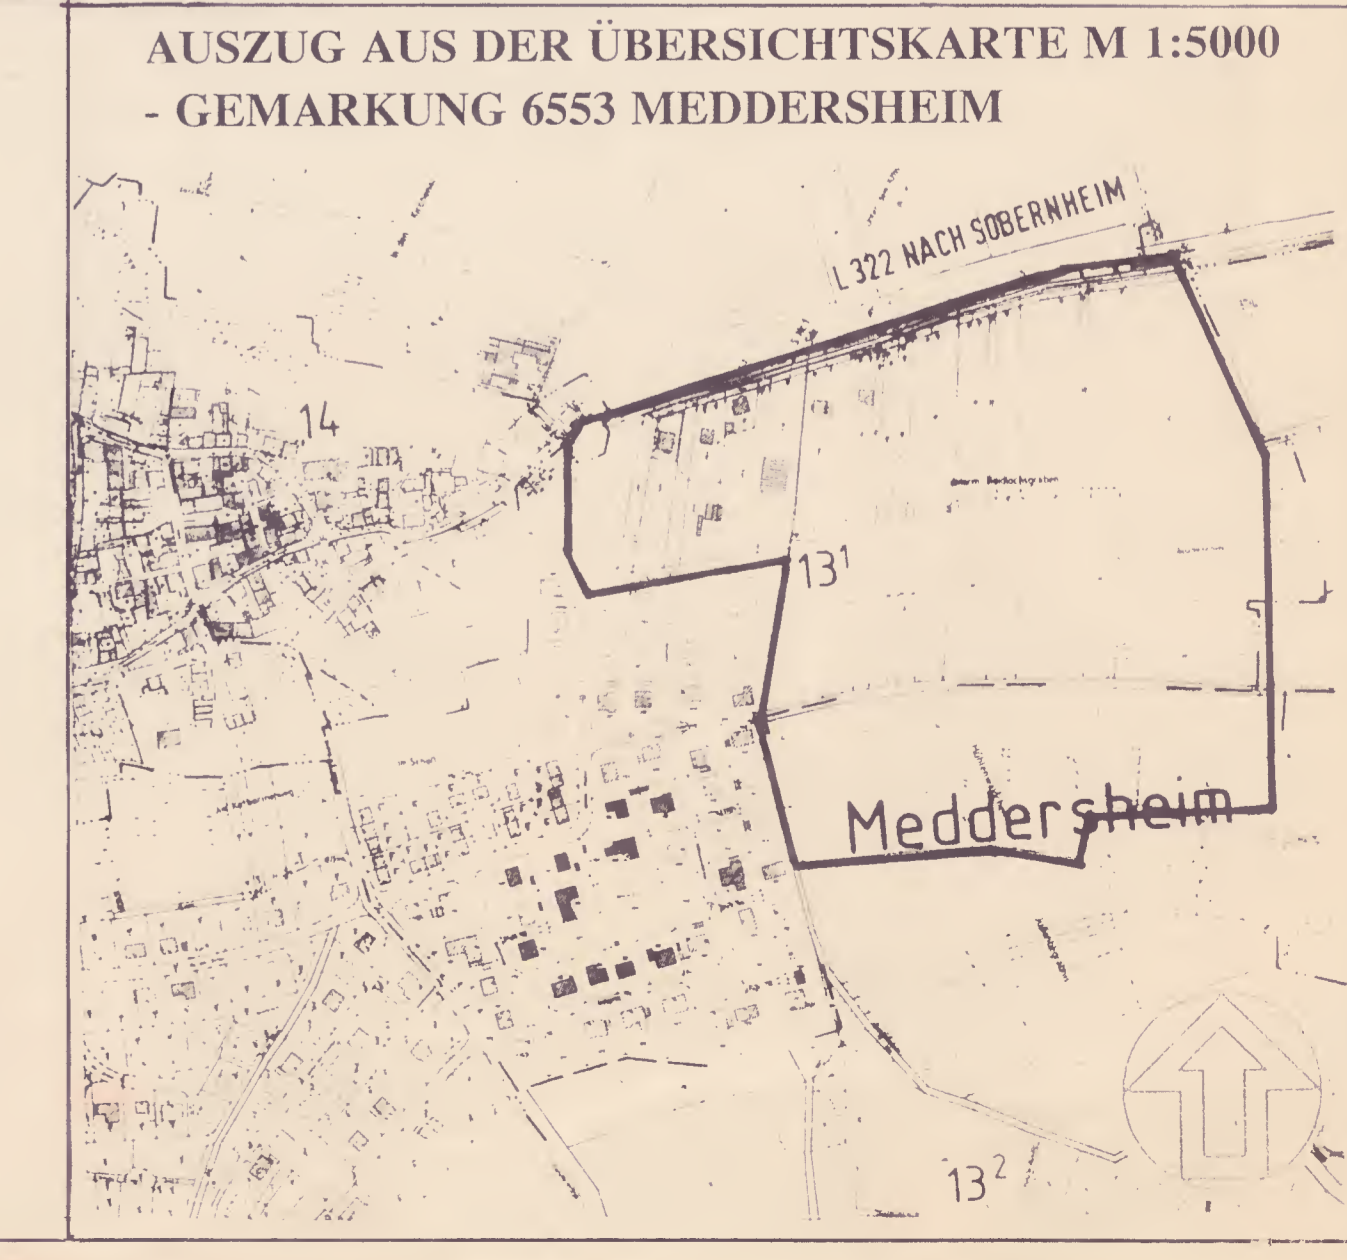 AUSZUG AUS DER ÜBERSICHTSKARTE M 1:5000
- GEMARKUNG 6553 MEDDERSHEIM
L 322 NACH SOBERNHEIM
14
13¹
Meddersheim
13²